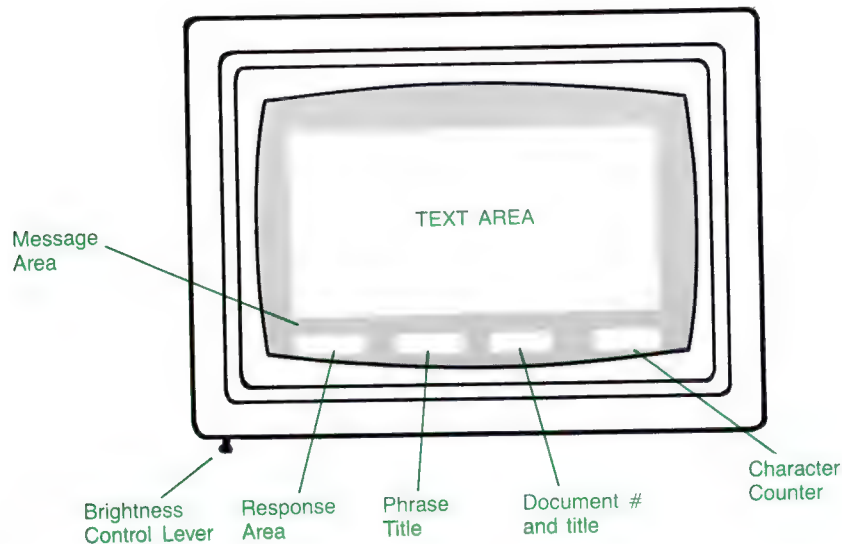 TEXT AREA
Message
Area
Brightness
Control Lever
Response
Area
Phrase
Title
Document #
and title
Character
Counter